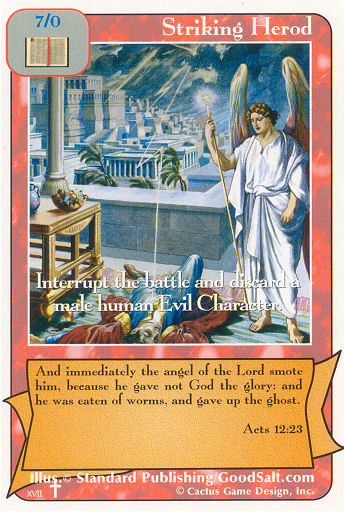 7/0
Striking Herod
Interrupt the battle and discard a
male human Evil Character.
And immediately the angel of the Lord smote
him, because he gave not God the glory: and
he was eaten of worms, and gave up the ghost.
Acts 12:23
Illus. © Standard Publishing/GoodSalt.com
XVII © Cactus Game Design, Inc.